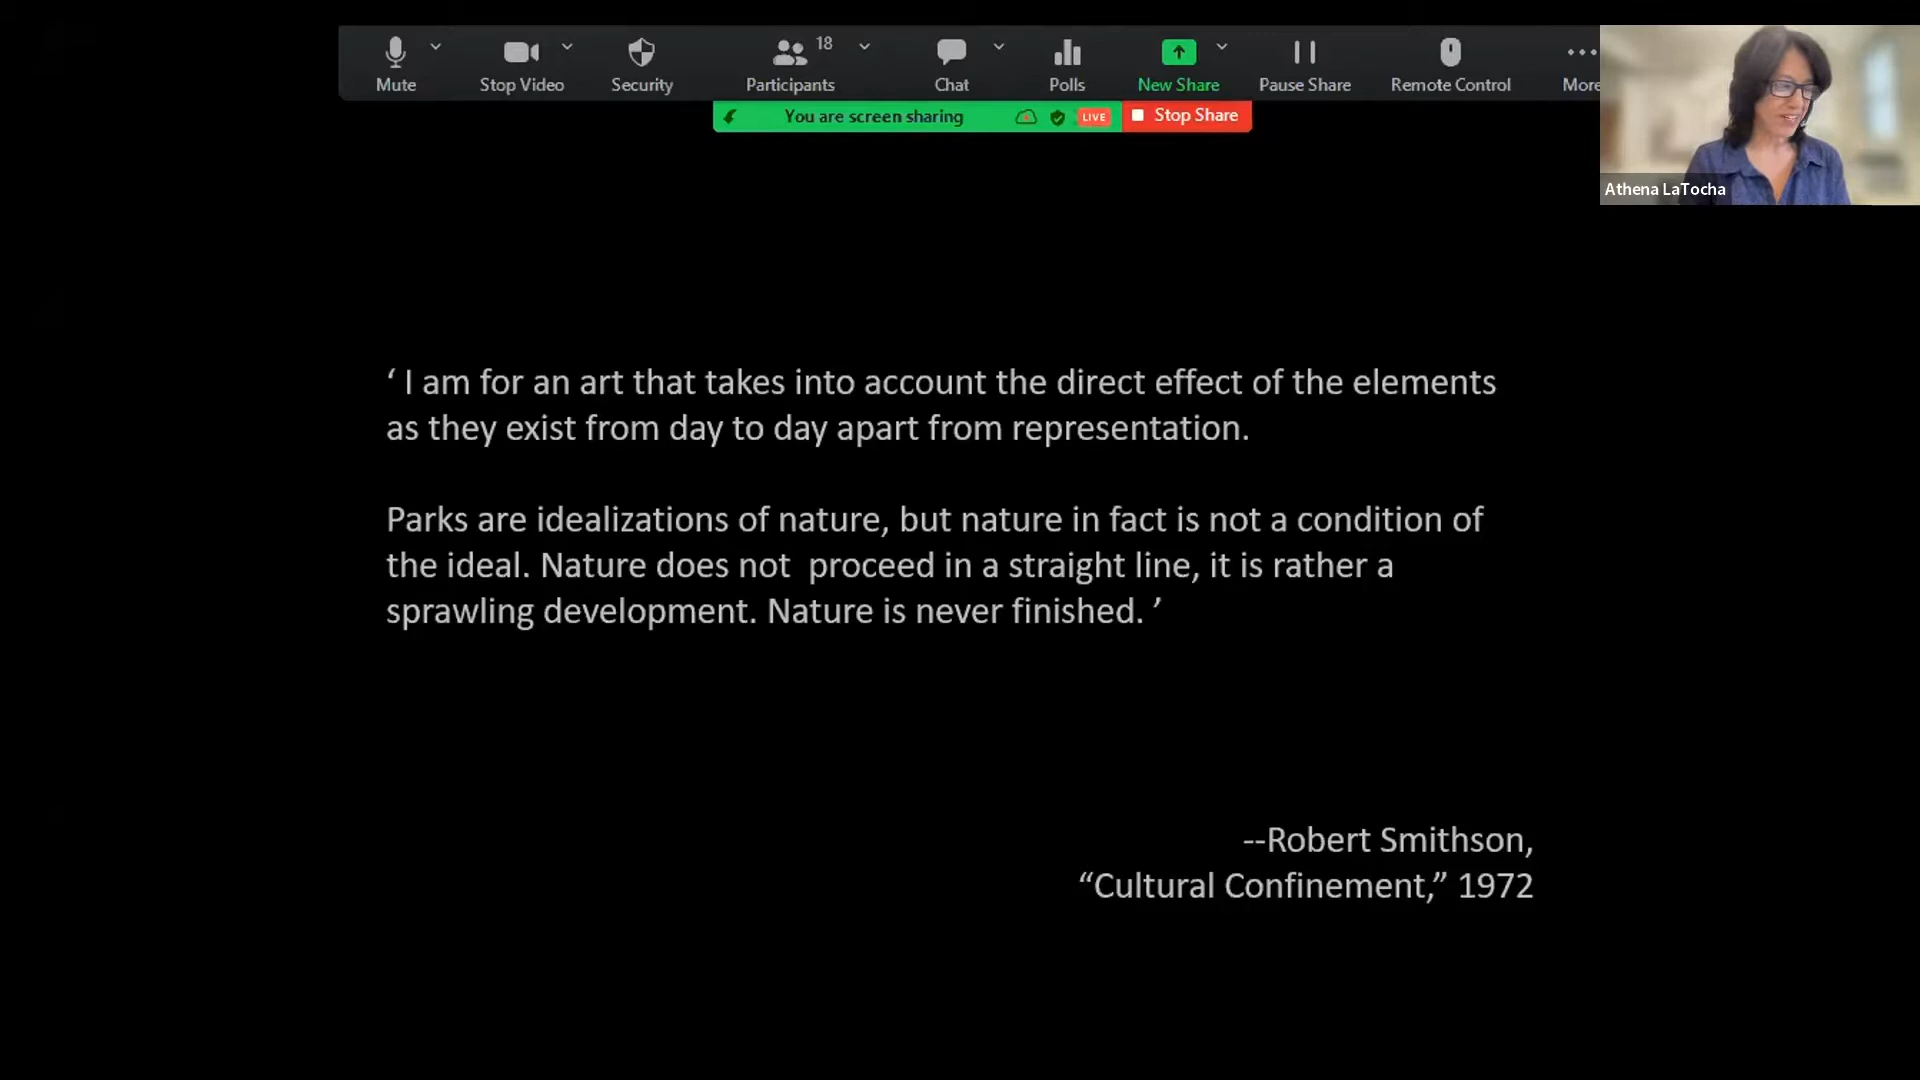 18
Mute
Stop Video
Security
Participants
Chat
Polls
New Share
Pause Share
Remote Control
More
You are screen sharing
LIVE
Stop Share
Athena LaTocha
‘ I am for an art that takes into account the direct effect of the elements
as they exist from day to day apart from representation.
Parks are idealizations of nature, but nature in fact is not a condition of
the ideal. Nature does not  proceed in a straight line, it is rather a
sprawling development. Nature is never finished. ’
--Robert Smithson,
“Cultural Confinement,” 1972